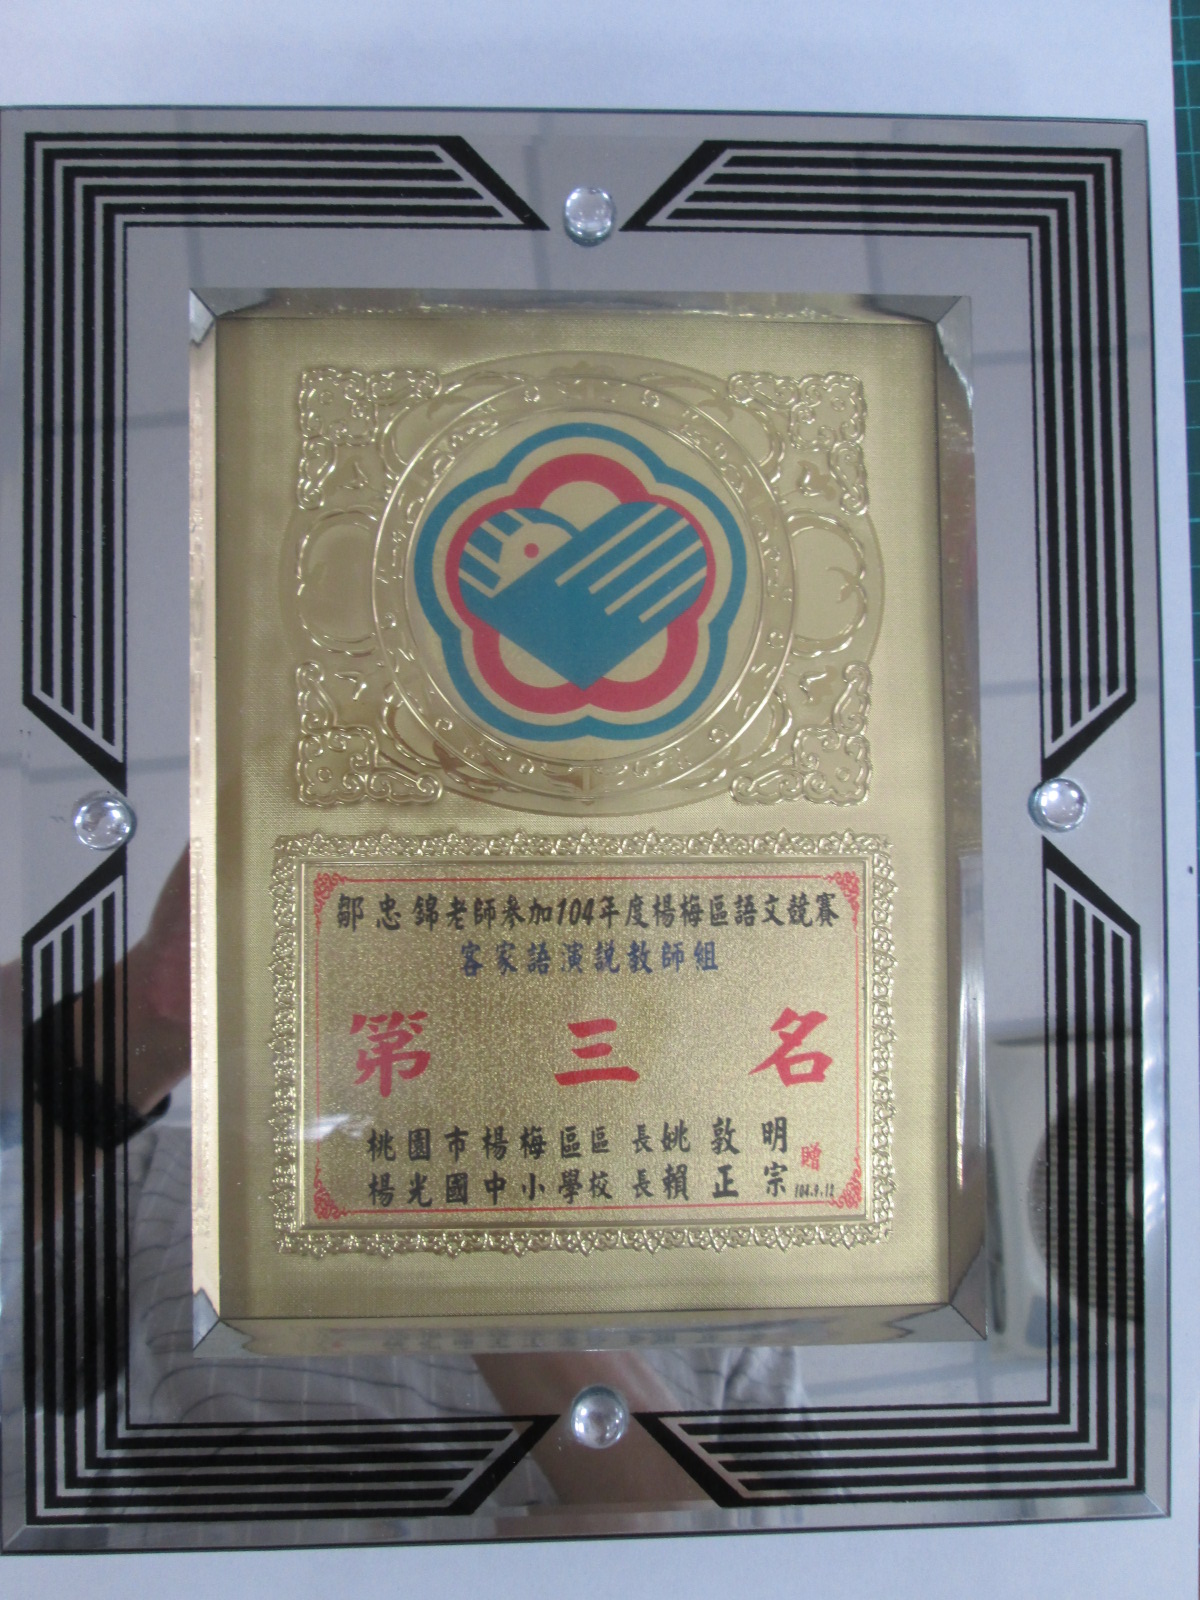 鄒忠錦老師參加104年度楊梅區語文競賽
客家語演說教師組
第三名
桃園市楊梅區區長姚敦明
楊光國中小學校長賴正宗
贈
104.9.12